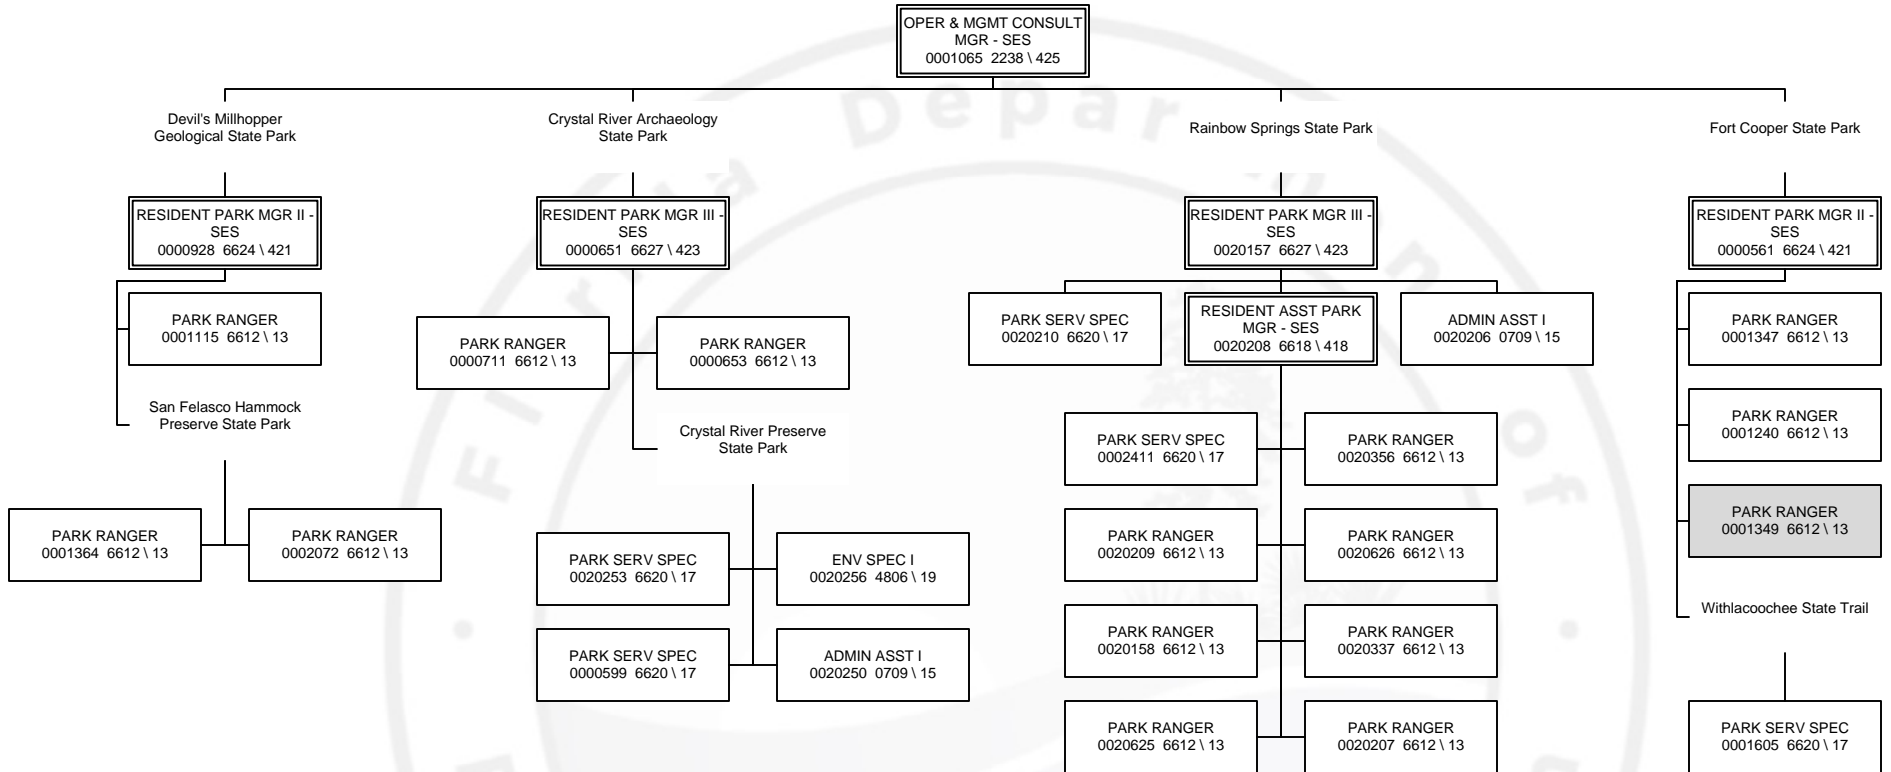 OPER & MGMT CONSULT
MGR - SES
0001065 2238 \ 425
Devil's Millhopper
Geological State Park
Crystal River Archaeology
State Park
Rainbow Springs State Park
Fort Cooper State Park
RESIDENT PARK MGR II -
SES
0000928 6624 \ 421
RESIDENT PARK MGR III -
SES
0000651 6627 \ 423
RESIDENT PARK MGR III -
SES
0020157 6627 \ 423
RESIDENT PARK MGR II -
SES
0000561 6624 \ 421
PARK RANGER
0001115 6612 \ 13
San Felasco Hammock
Preserve State Park
PARK RANGER
0001364 6612 \ 13
PARK RANGER
0002072 6612 \ 13
PARK RANGER
0000711 6612 \ 13
PARK RANGER
0000653 6612 \ 13
Crystal River Preserve
State Park
PARK SERV SPEC
0020253 6620 \ 17
ENV SPEC I
0020256 4806 \ 19
PARK SERV SPEC
0000599 6620 \ 17
ADMIN ASST I
0020250 0709 \ 15
PARK SERV SPEC
0020210 6620 \ 17
RESIDENT ASST PARK
MGR - SES
0020208 6618 \ 418
ADMIN ASST I
0020206 0709 \ 15
PARK SERV SPEC
0002411 6620 \ 17
PARK RANGER
0020356 6612 \ 13
PARK RANGER
0020209 6612 \ 13
PARK RANGER
0020626 6612 \ 13
PARK RANGER
0020158 6612 \ 13
PARK RANGER
0020337 6612 \ 13
PARK RANGER
0020625 6612 \ 13
PARK RANGER
0020207 6612 \ 13
PARK RANGER
0001347 6612 \ 13
PARK RANGER
0001240 6612 \ 13
PARK RANGER
0001349 6612 \ 13
Withlacoochee State Trail
PARK SERV SPEC
0001605 6620 \ 17